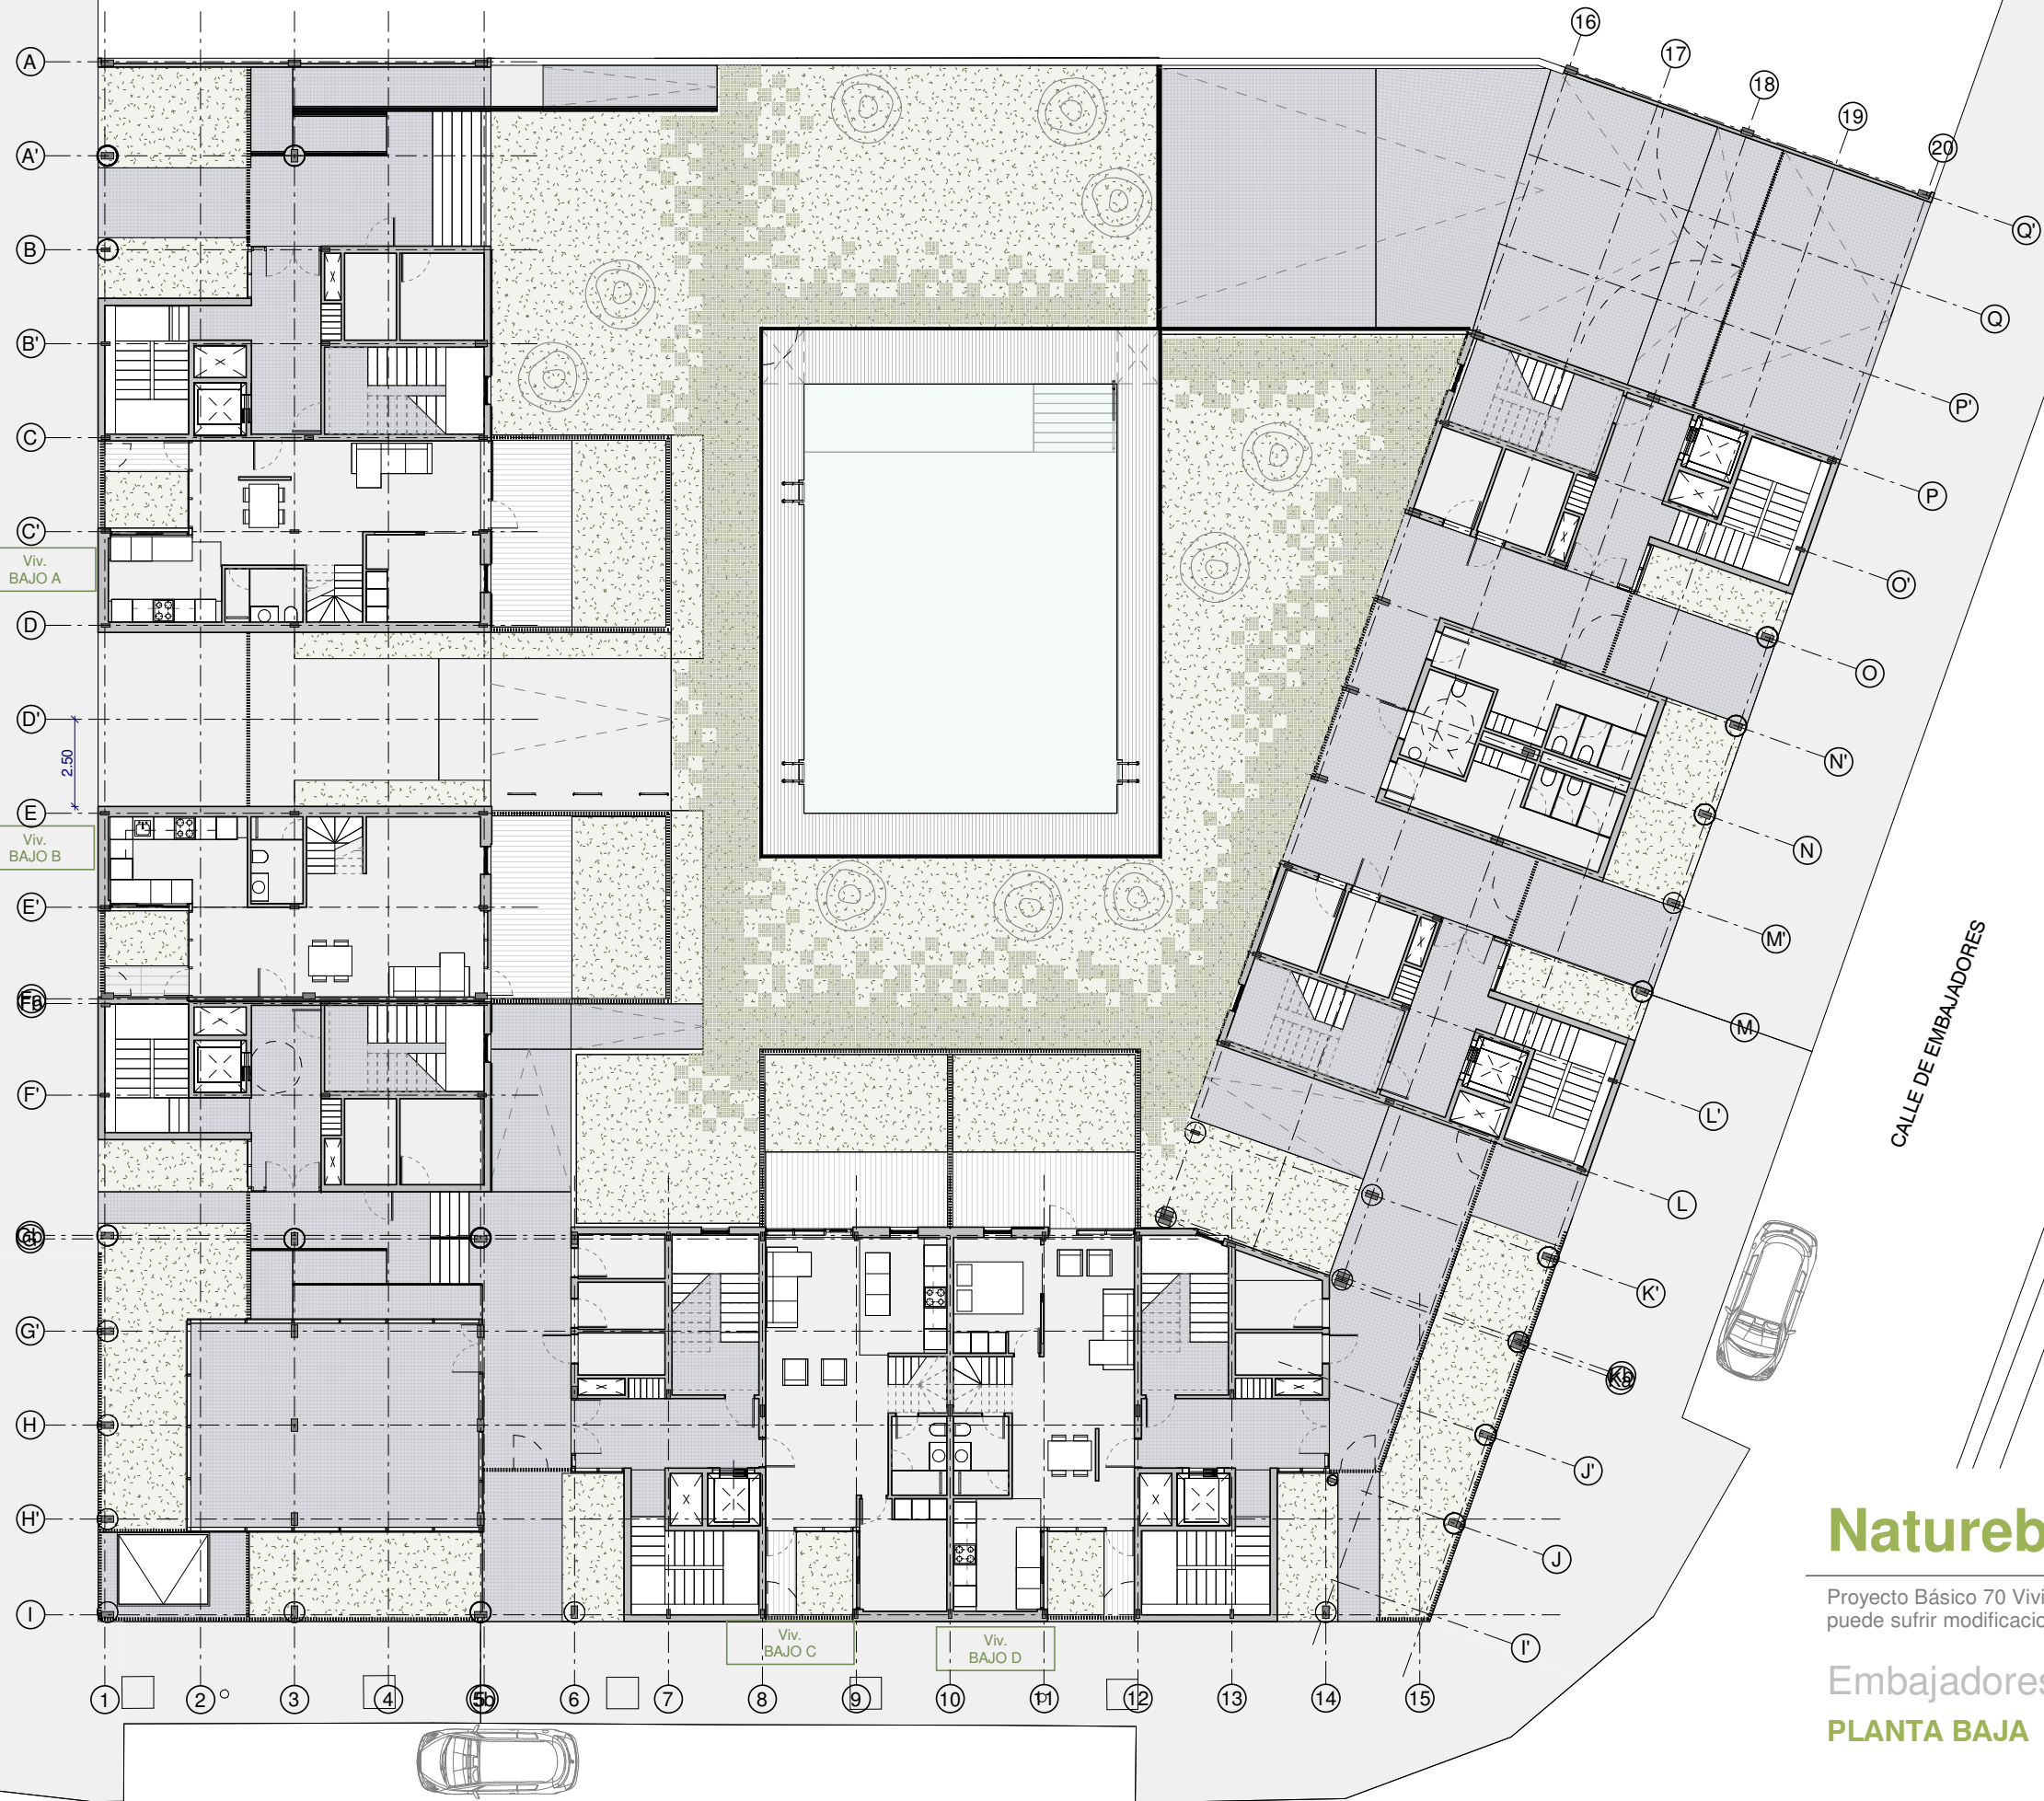 16
17
18
19
20
A
A'
B
B'
C
C'
D
D'
E
E'
F'
G'
H
H'
I
Viv.
BAJO A
2.50
Viv.
BAJO B
Q'
Q
P'
P
O'
O
N'
N
M'
M
L'
L
K'
J'
J
I'
CALLE DE EMBAJADORES
Viv.
BAJO C
Viv.
BAJO D
1
2
3
4
6
7
8
9
10
11
12
13
14
15
Natureb
Proyecto Básico 70 Vivi
puede sufrir modificacio
Embajadores
PLANTA BAJA